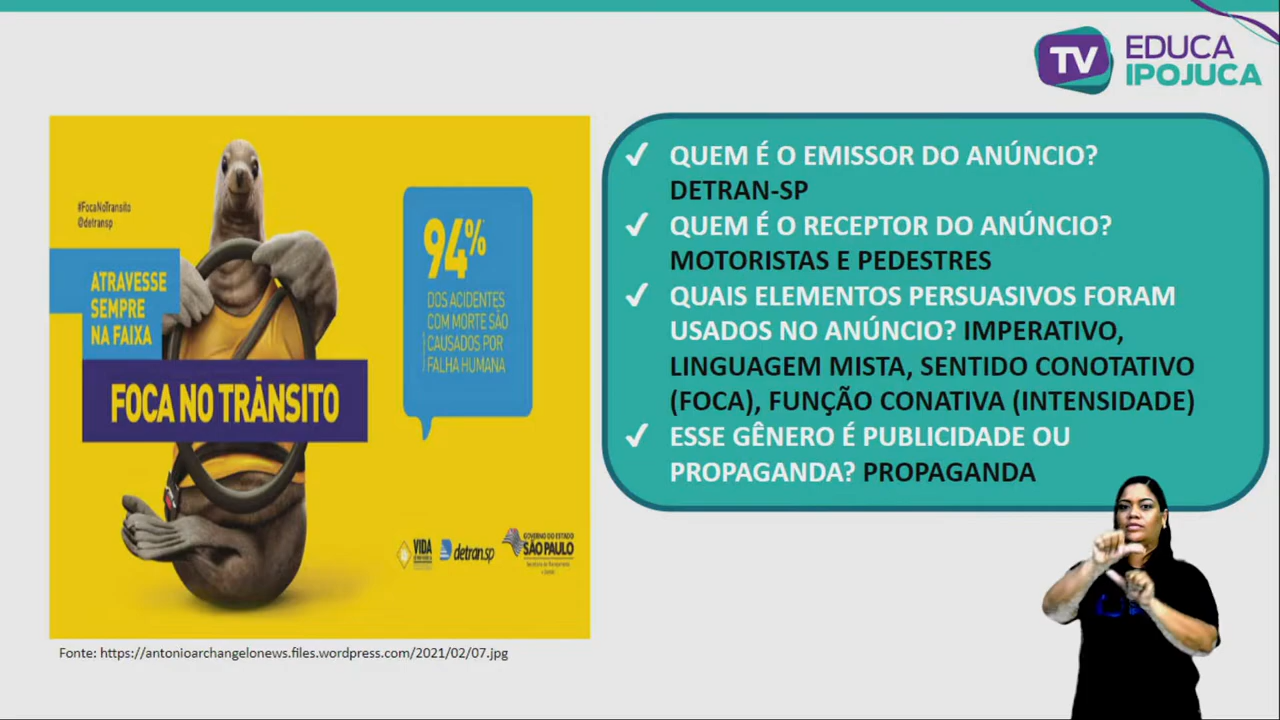 TV EDUCA
IPOJUCA
#FocaNoTransito
@detransp
ATRAVESSE
SEMPRE
NA FAIXA
FOCA NO TRÂNSITO
94%
DOS ACIDENTES
COM MORTE SÃO
CAUSADOS POR
FALHA HUMANA
VIDA
detran.sp
GOVERNO DO ESTADO
SÃO PAULO
Fonte: https://antonioarchangelonews.files.wordpress.com/2021/02/07.jpg
✓ QUEM É O EMISSOR DO ANÚNCIO?
DETRAN-SP
✓ QUEM É O RECEPTOR DO ANÚNCIO?
MOTORISTAS E PEDESTRES
✓ QUAIS ELEMENTOS PERSUASIVOS FORAM
USADOS NO ANÚNCIO? IMPERATIVO,
LINGUAGEM MISTA, SENTIDO CONOTATIVO
(FOCA), FUNÇÃO CONATIVA (INTENSIDADE)
✓ ESSE GÊNERO É PUBLICIDADE OU
PROPAGANDA? PROPAGANDA